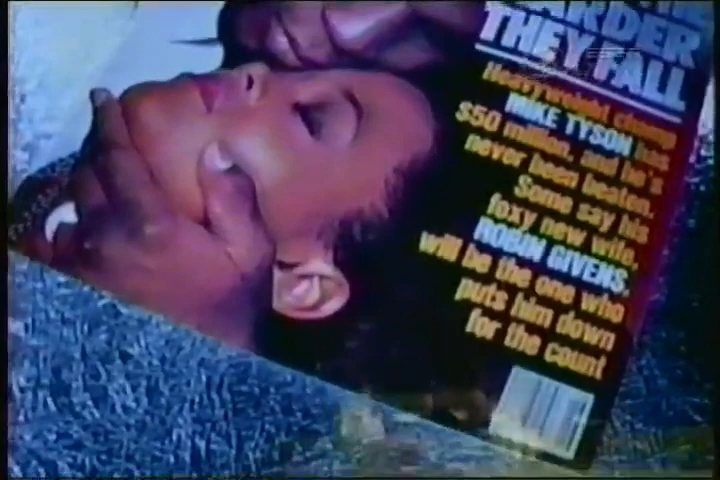 HARDER
THEY FALL
Heavyweight champ
MIKE TYSON has
$50 million, and he's
never been beaten.
Some say his
foxy new wife,
ROBIN GIVENS,
will be the one who
puts him down
for the count